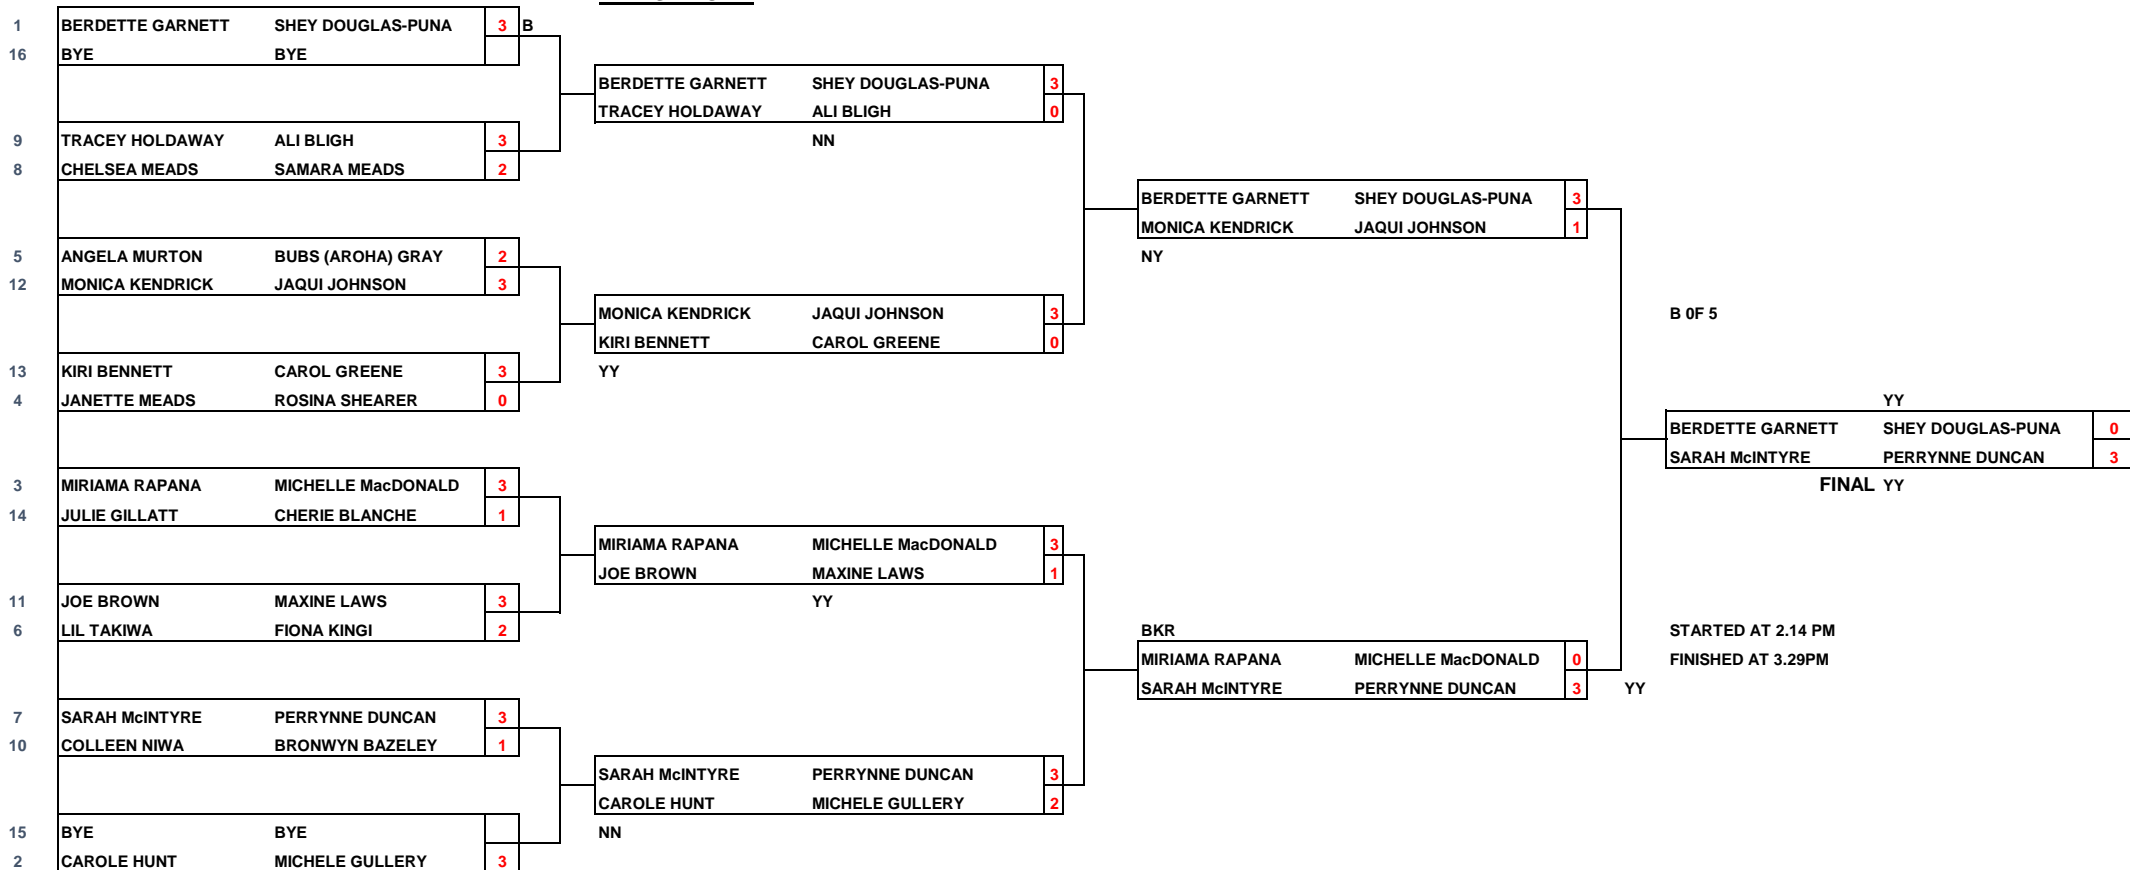 1 BERDETTE GARNETT SHEY DOUGLAS-PUNA 3 B
16 BYE BYE
BERDETTE GARNETT SHEY DOUGLAS-PUNA 3
TRACEY HOLDAWAY ALI BLIGH 0
9 TRACEY HOLDAWAY ALI BLIGH 3 NN
8 CHELSEA MEADS SAMARA MEADS 2
BERDETTE GARNETT SHEY DOUGLAS-PUNA 3
MONICA KENDRICK JAQUI JOHNSON 1
5 ANGELA MURTON BUBS (AROHA) GRAY 2 NY
12 MONICA KENDRICK JAQUI JOHNSON 3
MONICA KENDRICK JAQUI JOHNSON 3 B 0F 5
KIRI BENNETT CAROL GREENE 0
13 KIRI BENNETT CAROL GREENE 3 YY
4 JANETTE MEADS ROSINA SHEARER 0 YY
BERDETTE GARNETT SHEY DOUGLAS-PUNA 0
SARAH McINTYRE PERRYNNE DUNCAN 3
3 MIRIAMA RAPANA MICHELLE MacDONALD 3 FINAL YY
14 JULIE GILLATT CHERIE BLANCHE 1
MIRIAMA RAPANA MICHELLE MacDONALD 3
JOE BROWN MAXINE LAWS 1
11 JOE BROWN MAXINE LAWS 3 YY
6 LIL TAKIWA FIONA KINGI 2 BKR STARTED AT 2.14 PM
MIRIAMA RAPANA MICHELLE MacDONALD 0 FINISHED AT 3.29PM
SARAH McINTYRE PERRYNNE DUNCAN 3 YY
7 SARAH McINTYRE PERRYNNE DUNCAN 3
10 COLLEEN NIWA BRONWYN BAZELEY 1
SARAH McINTYRE PERRYNNE DUNCAN 3
CAROLE HUNT MICHELE GULLERY 2
15 BYE BYE NN
2 CAROLE HUNT MICHELE GULLERY 3